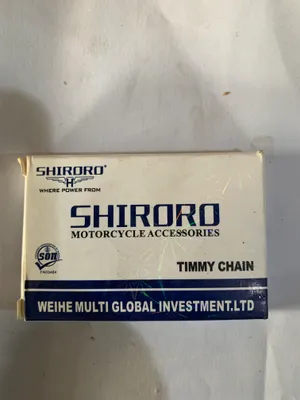 SHIRORO
H
WHERE POWER FROM
SHIRORO
MOTORCYCLE ACCESSORIES
son
TIMMY CHAIN
WEIHE MULTI GLOBAL INVESTMENT.LTD